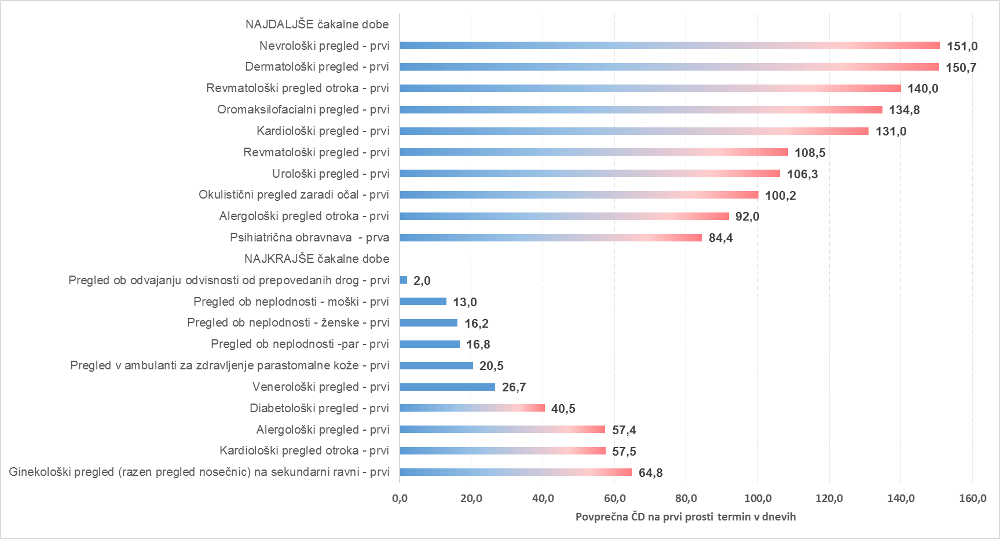 NAJDALJŠE čakalne dobe
Nevrološki pregled - prvi 151,0
Dermatološki pregled - prvi 150,7
Revmatološki pregled otroka - prvi 140,0
Oromaksilofacialni pregled - prvi 134,8
Kardiološki pregled - prvi 131,0
Revmatološki pregled - prvi 108,5
Urološki pregled - prvi 106,3
Okulistični pregled zaradi očal - prvi 100,2
Alergološki pregled otroka - prvi 92,0
Psihiatrična obravnava  - prva 84,4
NAJKRAJŠE čakalne dobe
Pregled ob odvajanju odvisnosti od prepovedanih drog - prvi 2,0
Pregled ob neplodnosti - moški - prvi 13,0
Pregled ob neplodnosti - ženske - prvi 16,2
Pregled ob neplodnosti -par - prvi 16,8
Pregled v ambulanti za zdravljenje parastomalne kože - prvi 20,5
Venerološki pregled - prvi 26,7
Diabetološki pregled - prvi 40,5
Alergološki pregled - prvi 57,4
Kardiološki pregled otroka - prvi 57,5
Ginekološki pregled (razen pregled nosečnic) na sekundarni ravni - prvi 64,8
0,0 20,0 40,0 60,0 80,0 100,0 120,0 140,0 160,0
Povprečna ČD na prvi prosti termin v dnevih